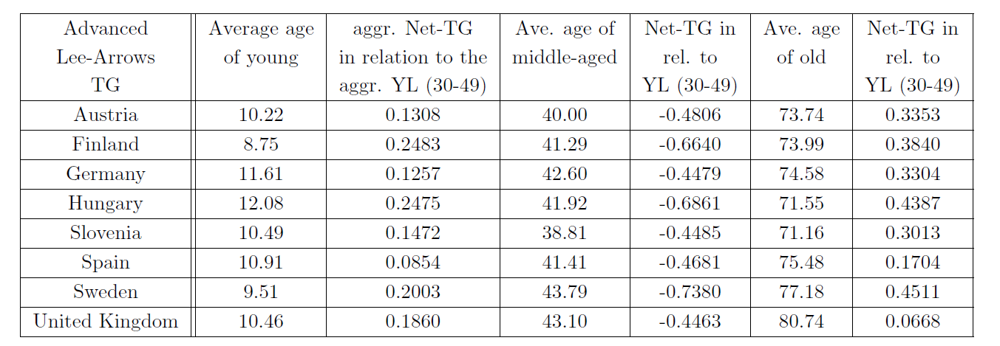 Advanced Lee-Arrows TG | Average age of young | aggr. Net-TG in relation to the aggr. YL (30-49) | Ave. age of middle-aged | Net-TG in rel. to YL (30-49) | Ave. age of old | Net-TG in rel. to YL (30-49)
Austria | 10.22 | 0.1308 | 40.00 | -0.4806 | 73.74 | 0.3353
Finland | 8.75 | 0.2483 | 41.29 | -0.6640 | 73.99 | 0.3840
Germany | 11.61 | 0.1257 | 42.60 | -0.4479 | 74.58 | 0.3304
Hungary | 12.08 | 0.2475 | 41.92 | -0.6861 | 71.55 | 0.4387
Slovenia | 10.49 | 0.1472 | 38.81 | -0.4485 | 71.16 | 0.3013
Spain | 10.91 | 0.0854 | 41.41 | -0.4681 | 75.48 | 0.1704
Sweden | 9.51 | 0.2003 | 43.79 | -0.7380 | 77.18 | 0.4511
United Kingdom | 10.46 | 0.1860 | 43.10 | -0.4463 | 80.74 | 0.0668